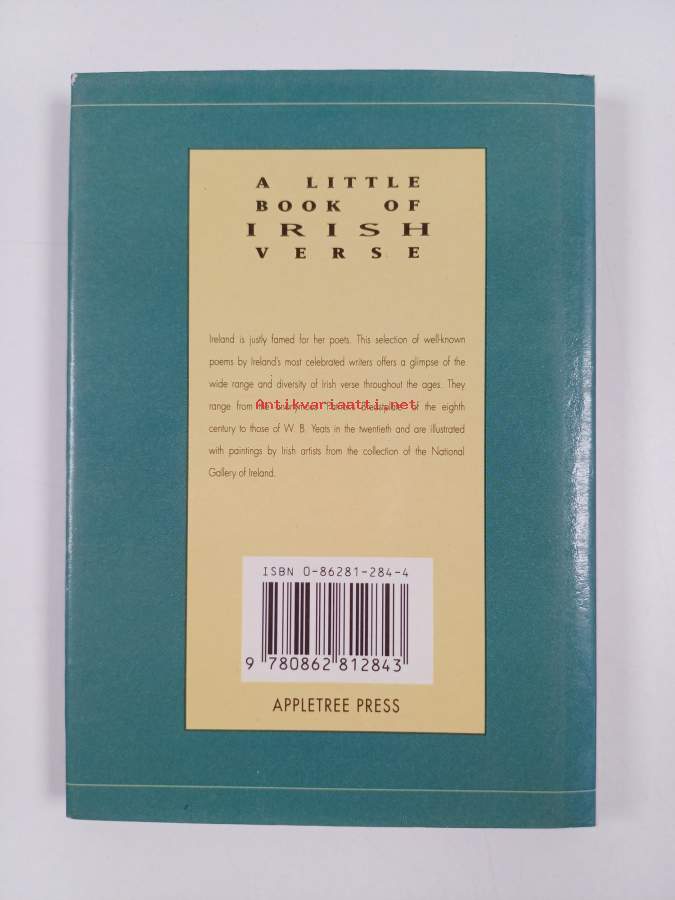 A LITTLE
BOOK OF
IRISH
VERSE
Ireland is justly famed for her poets. This selection of well-known
poems by Ireland's most celebrated writers offers a glimpse of the
wide range and diversity of Irish verse throughout the ages. They
Antikvariaatti.net
range from the anonymous of the eighth
century to those of W. B. Yeats in the twentieth and are illustrated
with paintings by Irish artists from the collection of the National
Gallery of Ireland.
ISBN 0-86281-284-4
9 780862 812843
APPLETREE PRESS